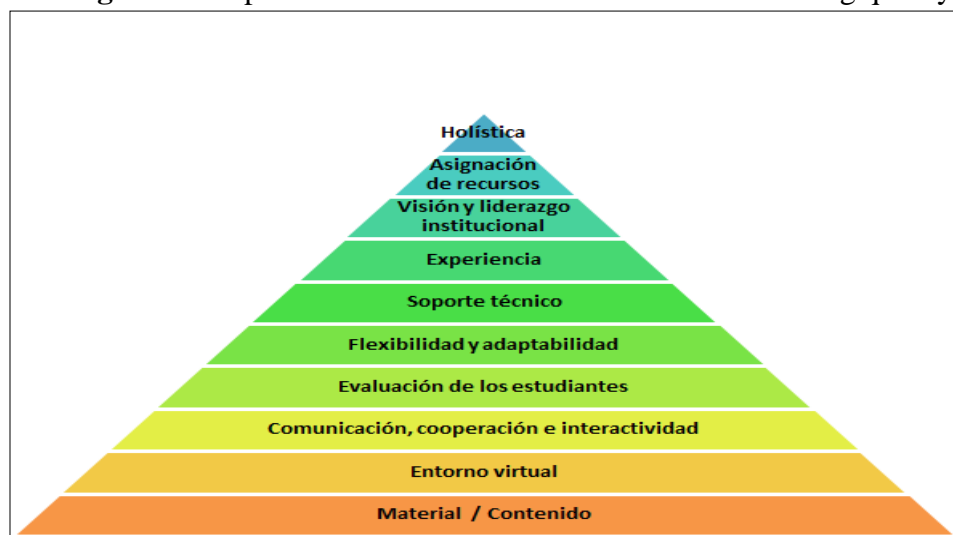 Holística
Asignación
de recursos
Visión y liderazgo
institucional
Experiencia
Soporte técnico
Flexibilidad y adaptabilidad
Evaluación de los estudiantes
Comunicación, cooperación e interactividad
Entorno virtual
Material / Contenido